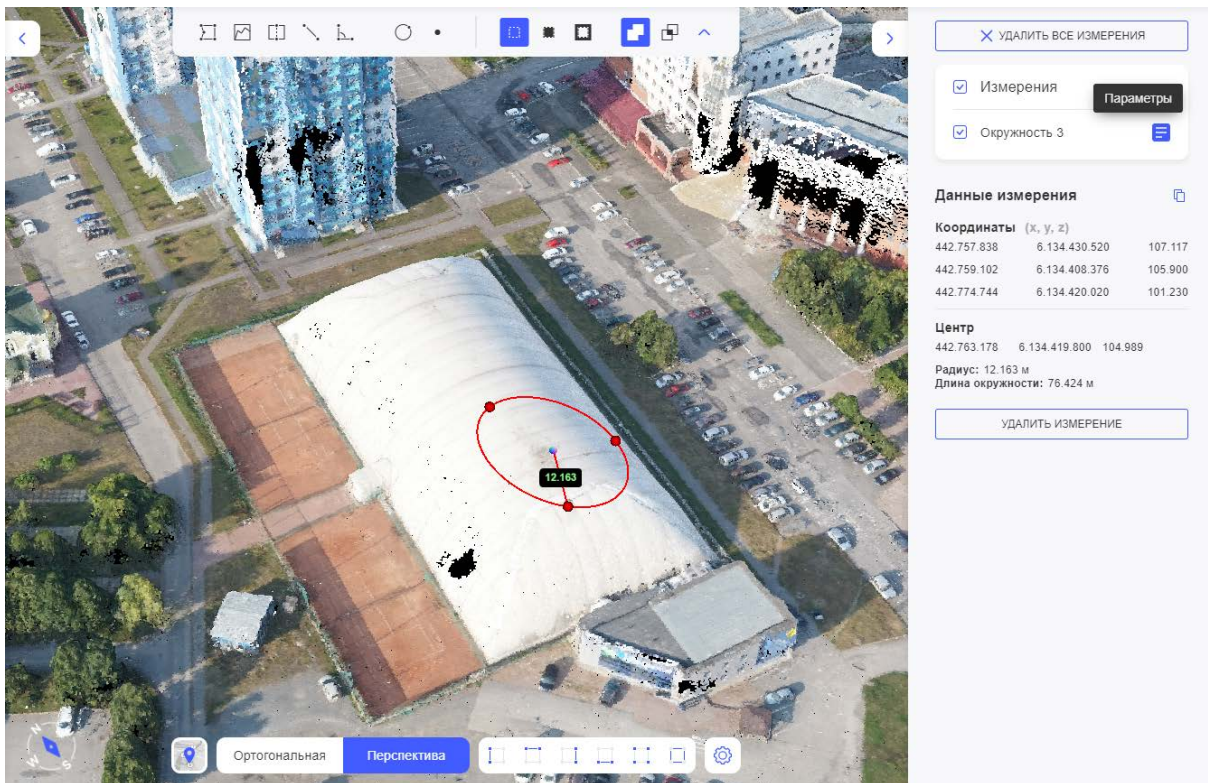 УДАЛИТЬ ВСЕ ИЗМЕРЕНИЯ
Измерения
Параметры
Окружность 3
Данные измерения
Координаты (x, y, z)
442.757.838 6.134.430.520 107.117
442.759.102 6.134.408.376 105.900
442.774.744 6.134.420.020 101.230
Центр
442.763.178 6.134.419.800 104.989
Радиус: 12.163 м
Длина окружности: 76.424 м
УДАЛИТЬ ИЗМЕРЕНИЕ
12.163
N
S
Ортогональная
Перспектива